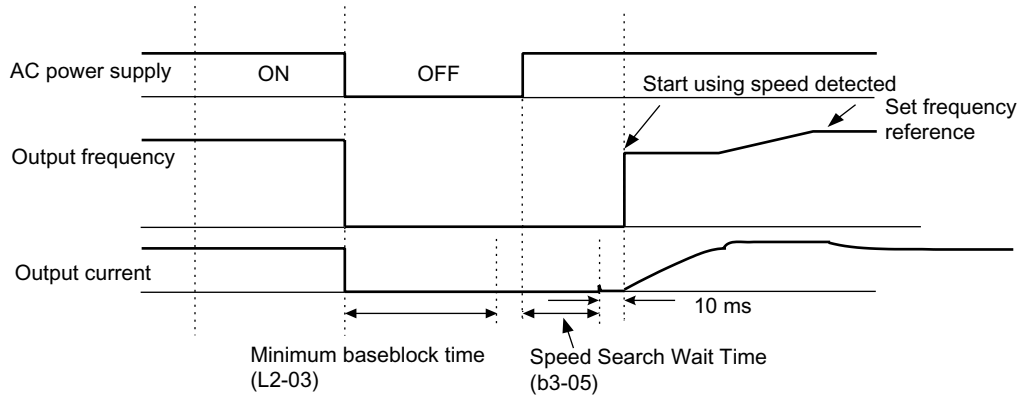 AC power supply
ON
OFF
Start using speed detected
Set frequency
reference
Output frequency
Output current
10 ms
Minimum baseblock time
(L2-03)
Speed Search Wait Time
(b3-05)